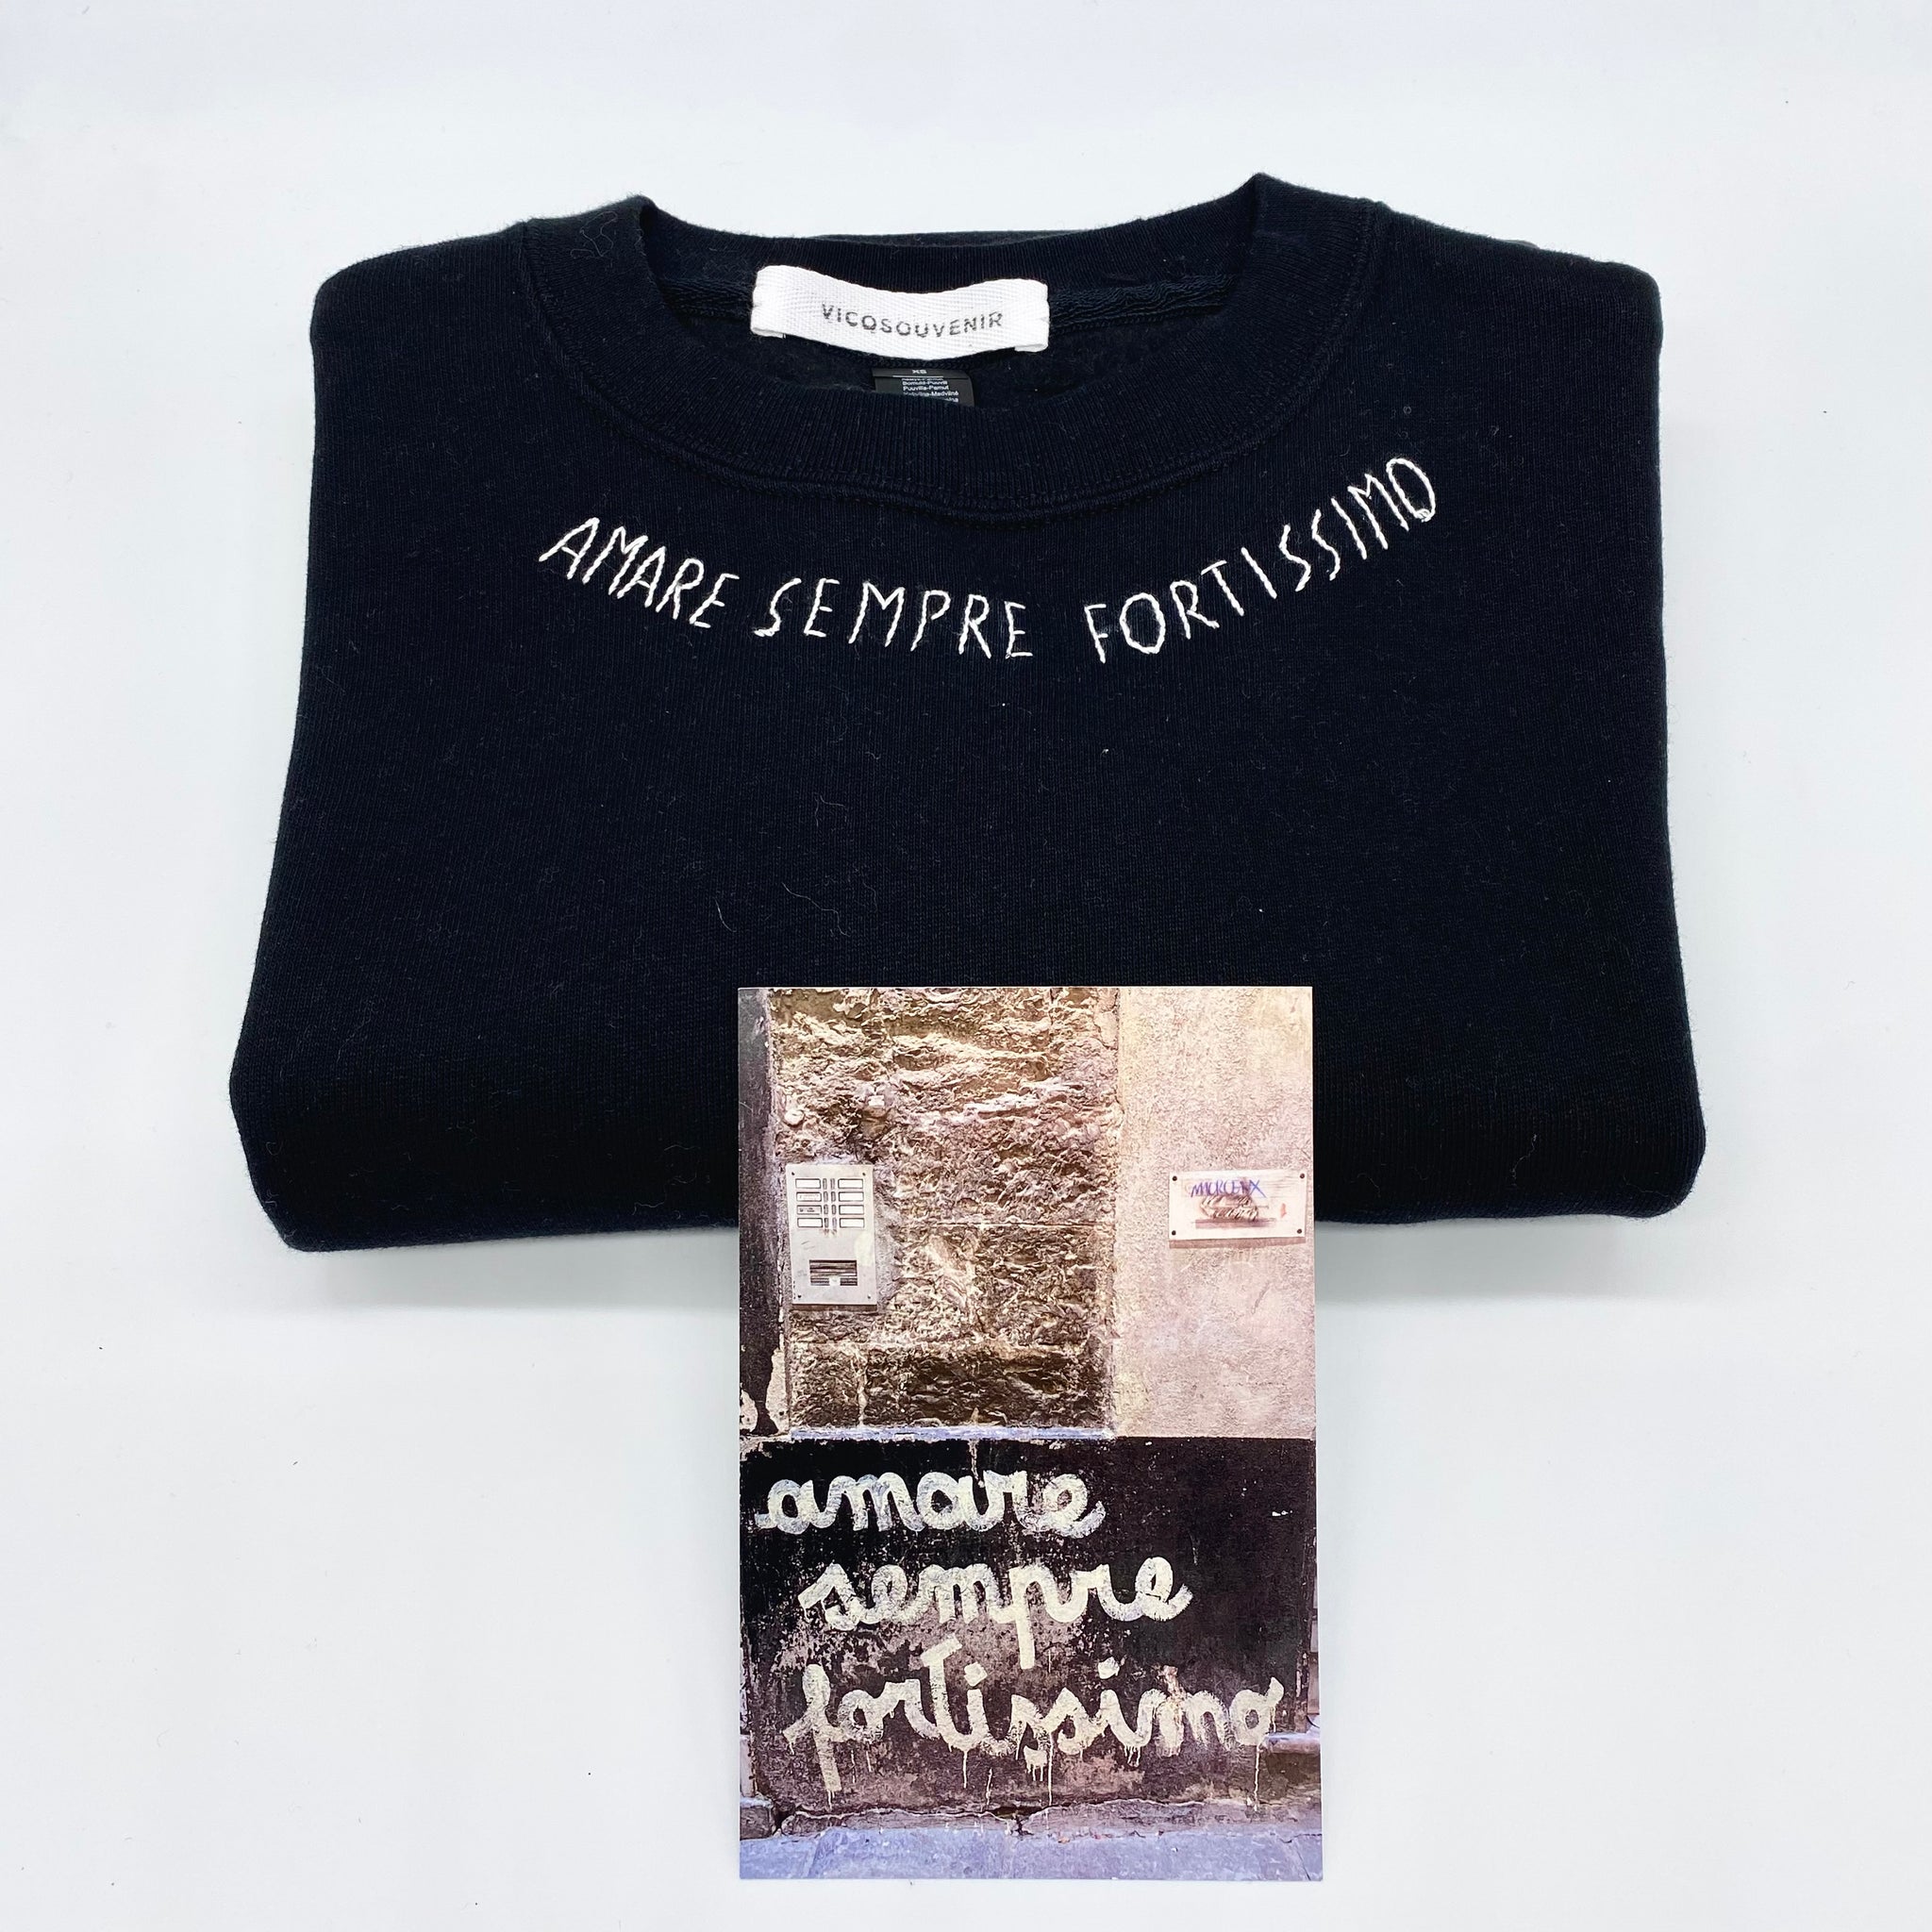 VICOSOUVENIR
XS
AMARE SEMPRE FORTISSIMO
amare
sempre
fortissimo